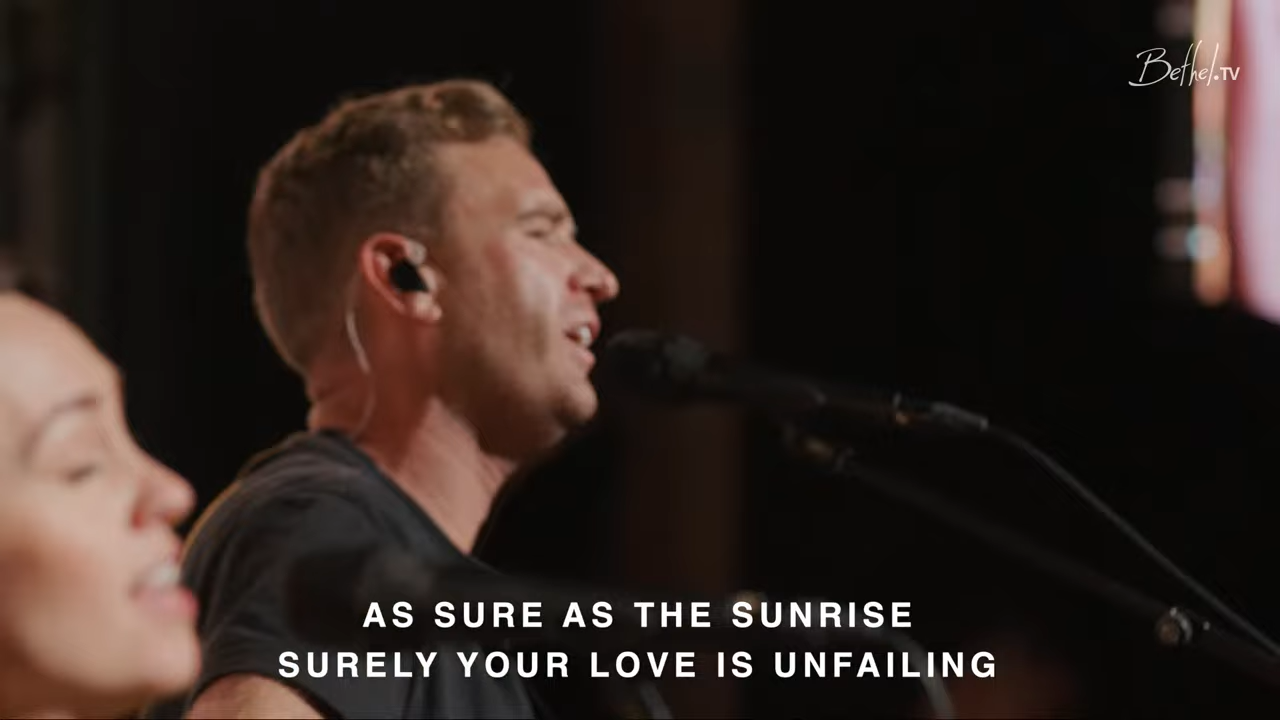 Bethel.TV
AS SURE AS THE SUNRISE
SURELY YOUR LOVE IS UNFAILING